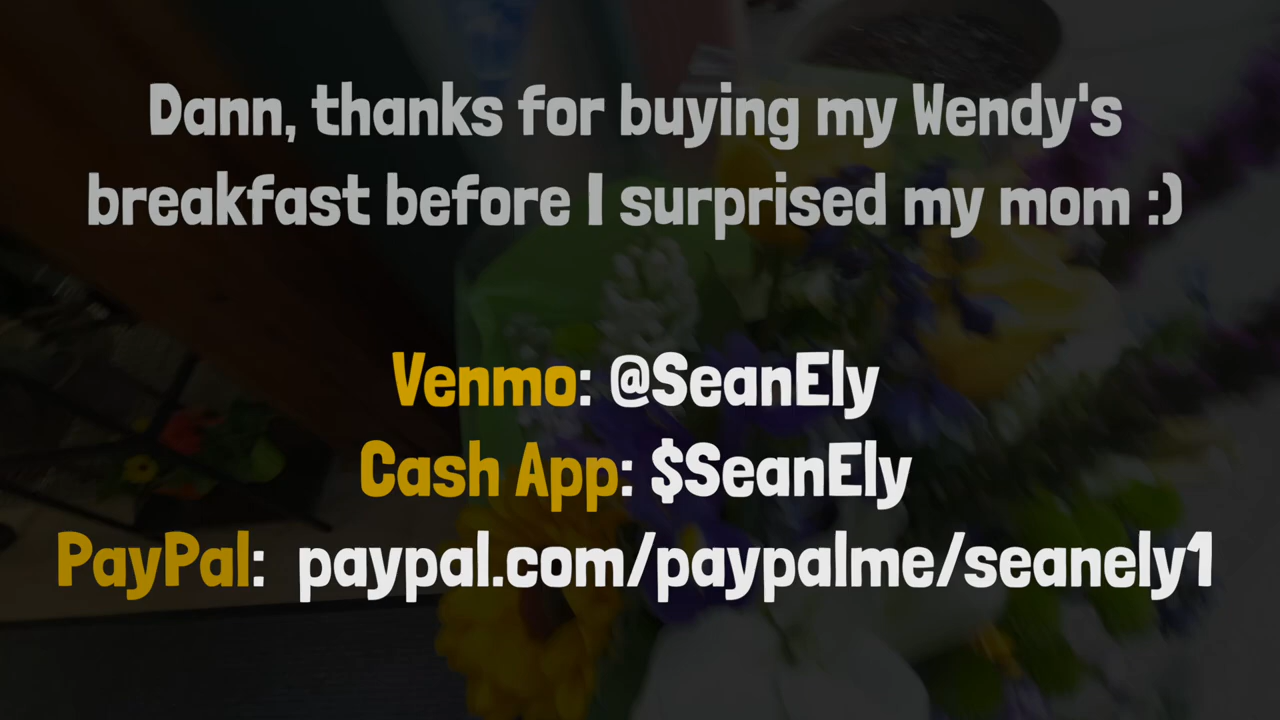 Dann, thanks for buying my Wendy's
breakfast before I surprised my mom :)
Venmo: @SeanEly
Cash App: $SeanEly
PayPal: paypal.com/paypalme/seanely1